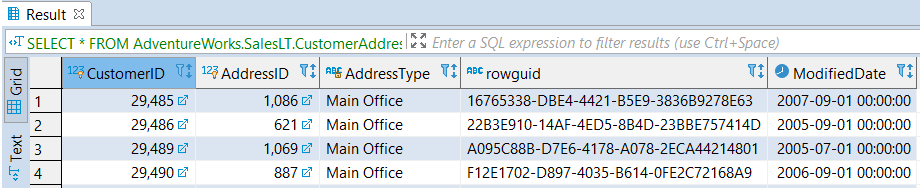 Result
SELECT * FROM AdventureWorks.SalesLT.CustomerAddres Enter a SQL expression to filter results (use Ctrl+Space)
Grid
Text
123 CustomerID 123 AddressID ABC AddressType ABC rowguid ModifiedDate
1 29,485 1,086 Main Office 16765338-DBE4-4421-B5E9-3836B9278E63 2007-09-01 00:00:00
2 29,486 621 Main Office 22B3E910-14AF-4ED5-8B4D-23BBE757414D 2005-09-01 00:00:00
3 29,489 1,069 Main Office A095C88B-D7E6-4178-A078-2ECA44214801 2005-07-01 00:00:00
4 29,490 887 Main Office F12E1702-D897-4035-B614-0FE2C72168A9 2006-09-01 00:00:00